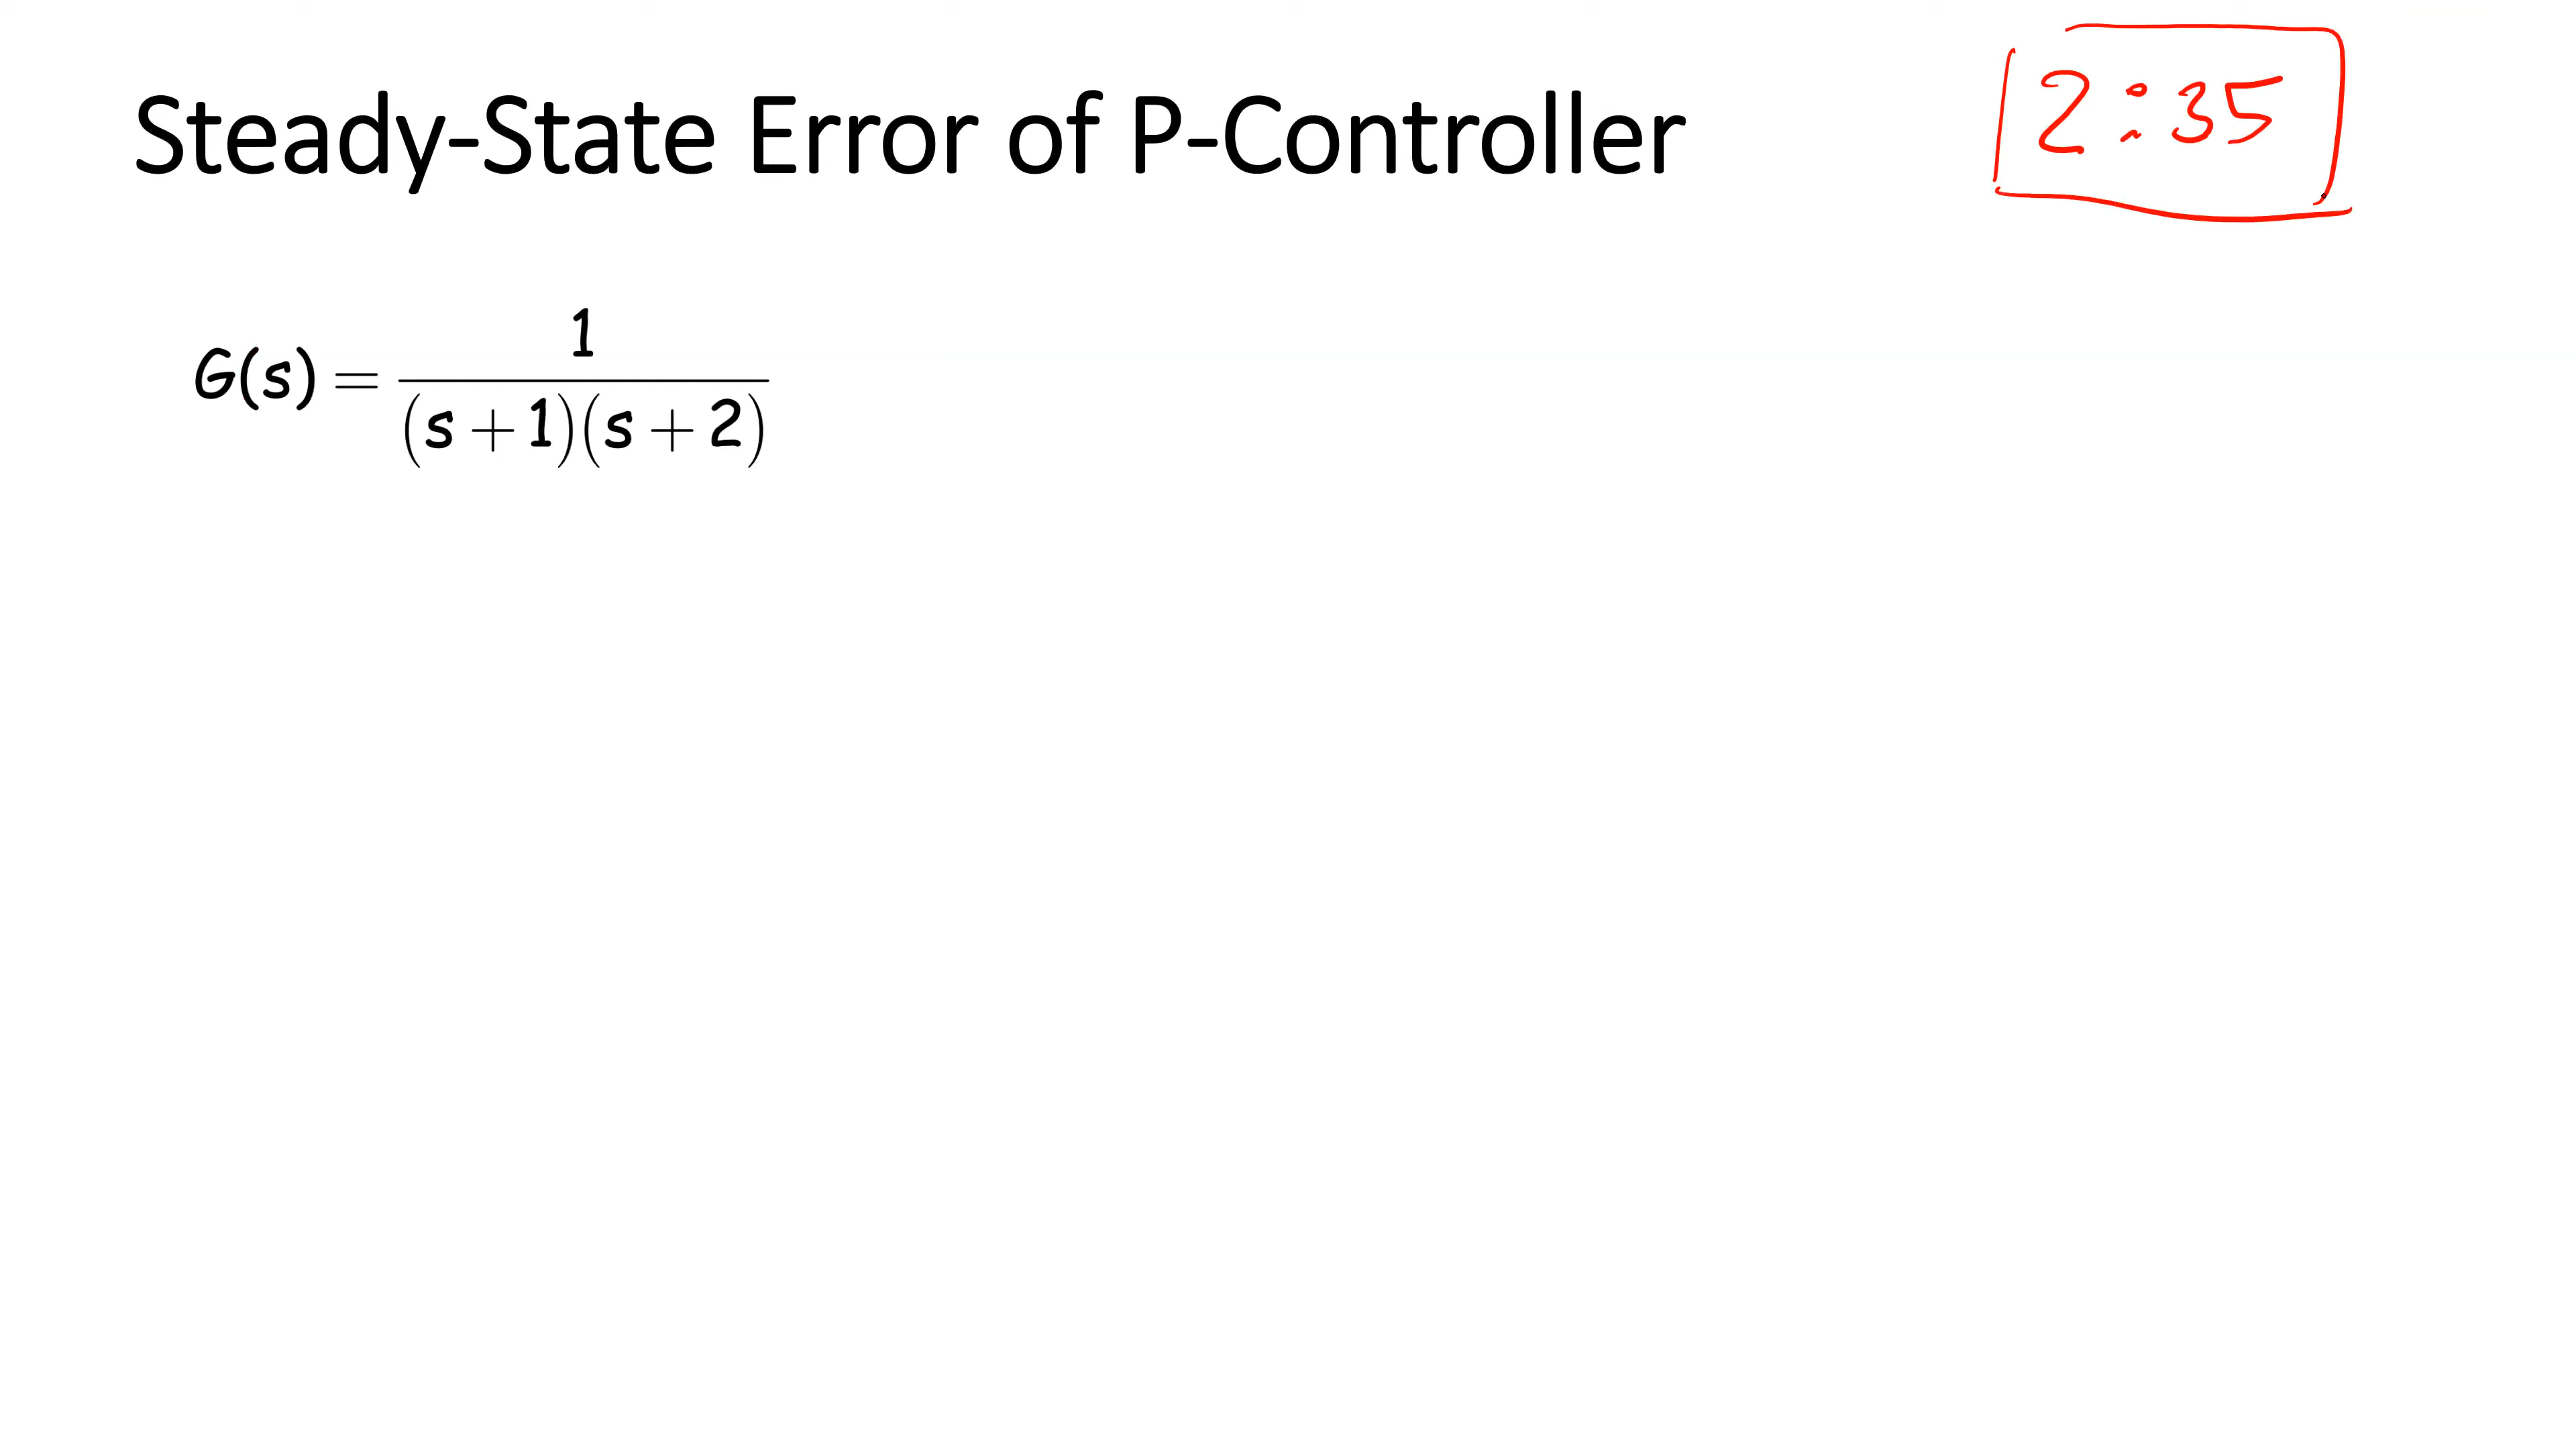 Steady-State Error of P-Controller
2:35
G(s) = 1 / (s + 1)(s + 2)